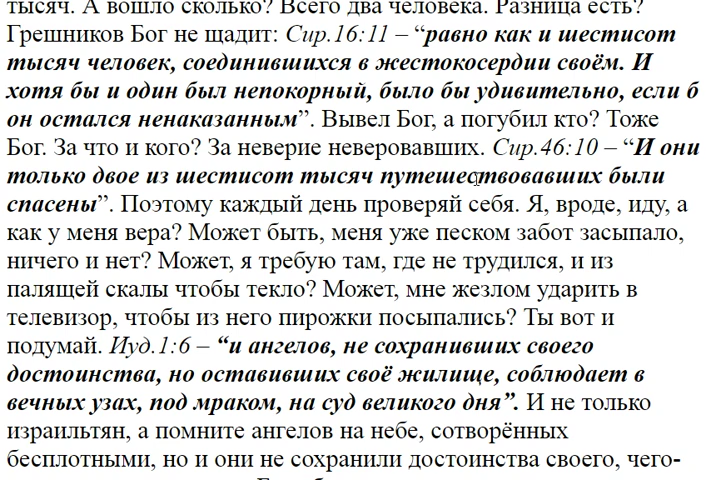 тысяч. А вошло сколько? Всего два человека. Разница есть?
Грешников Бог не щадит: Сир.16:11 – “равно как и шестисот
тысяч человек, соединившихся в жестокосердии своём. И
хотя бы и один был непокорный, было бы удивительно, если б
он остался ненаказанным”. Вывел Бог, а погубил кто? Тоже
Бог. За что и кого? За неверие неверовавших. Сир.46:10 – “И они
только двое из шестисот тысяч путешествовавших были
спасены”. Поэтому каждый день проверяй себя. Я, вроде, иду, а
как у меня вера? Может быть, меня уже песком забот засыпало,
ничего и нет? Может, я требую там, где не трудился, и из
палящей скалы чтобы текло? Может, мне жезлом ударить в
телевизор, чтобы из него пирожки посыпались? Ты вот и
подумай. Иуд.1:6 – “и ангелов, не сохранивших своего
достоинства, но оставивших своё жилище, соблюдает в
вечных узах, под мраком, на суд великого дня”. И не только
израильтян, а помните ангелов на небе, сотворённых
бесплотными, но и они не сохранили достоинства своего, чего-